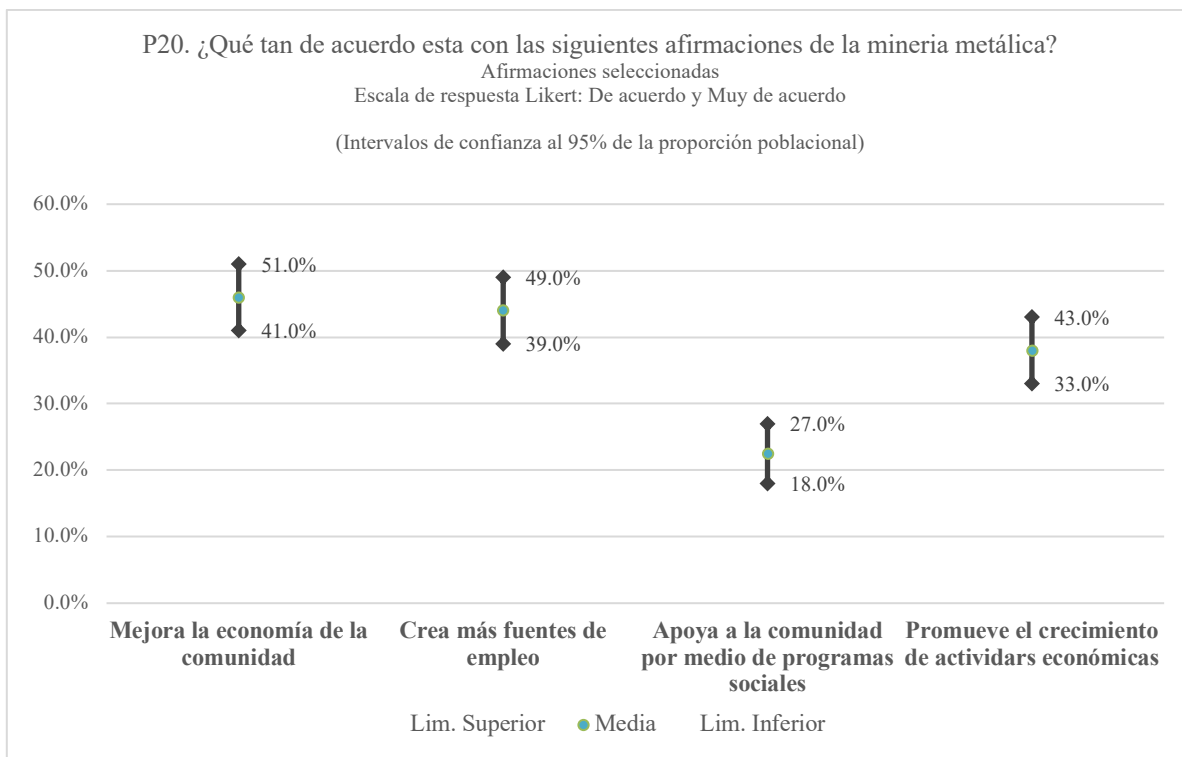 P20. ¿Qué tan de acuerdo esta con las siguientes afirmaciones de la mineria metálica?
Afirmaciones seleccionadas
Escala de respuesta Likert: De acuerdo y Muy de acuerdo
(Intervalos de confianza al 95% de la proporción poblacional)
60.0%
50.0%
40.0%
30.0%
20.0%
10.0%
0.0%
51.0%
41.0%
49.0%
39.0%
27.0%
18.0%
43.0%
33.0%
Mejora la economía de la
comunidad
Crea más fuentes de
empleo
Apoya a la comunidad
por medio de programas
sociales
Promueve el crecimiento
de actividars económicas
Lim. Superior Media Lim. Inferior